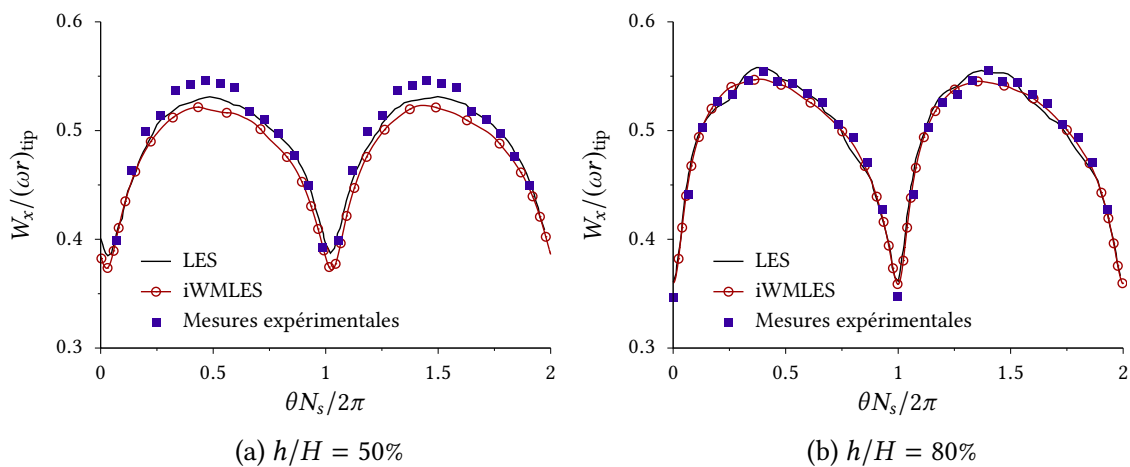 0.6
0.5
0.4
0.3
W_x/(ωr)_tip
LES
iWMLES
Mesures expérimentales
0
0.5
1
1.5
2
θN_s/2π
(a) h/H = 50%
0.6
0.5
0.4
0.3
W_x/(ωr)_tip
LES
iWMLES
Mesures expérimentales
0
0.5
1
1.5
2
θN_s/2π
(b) h/H = 80%